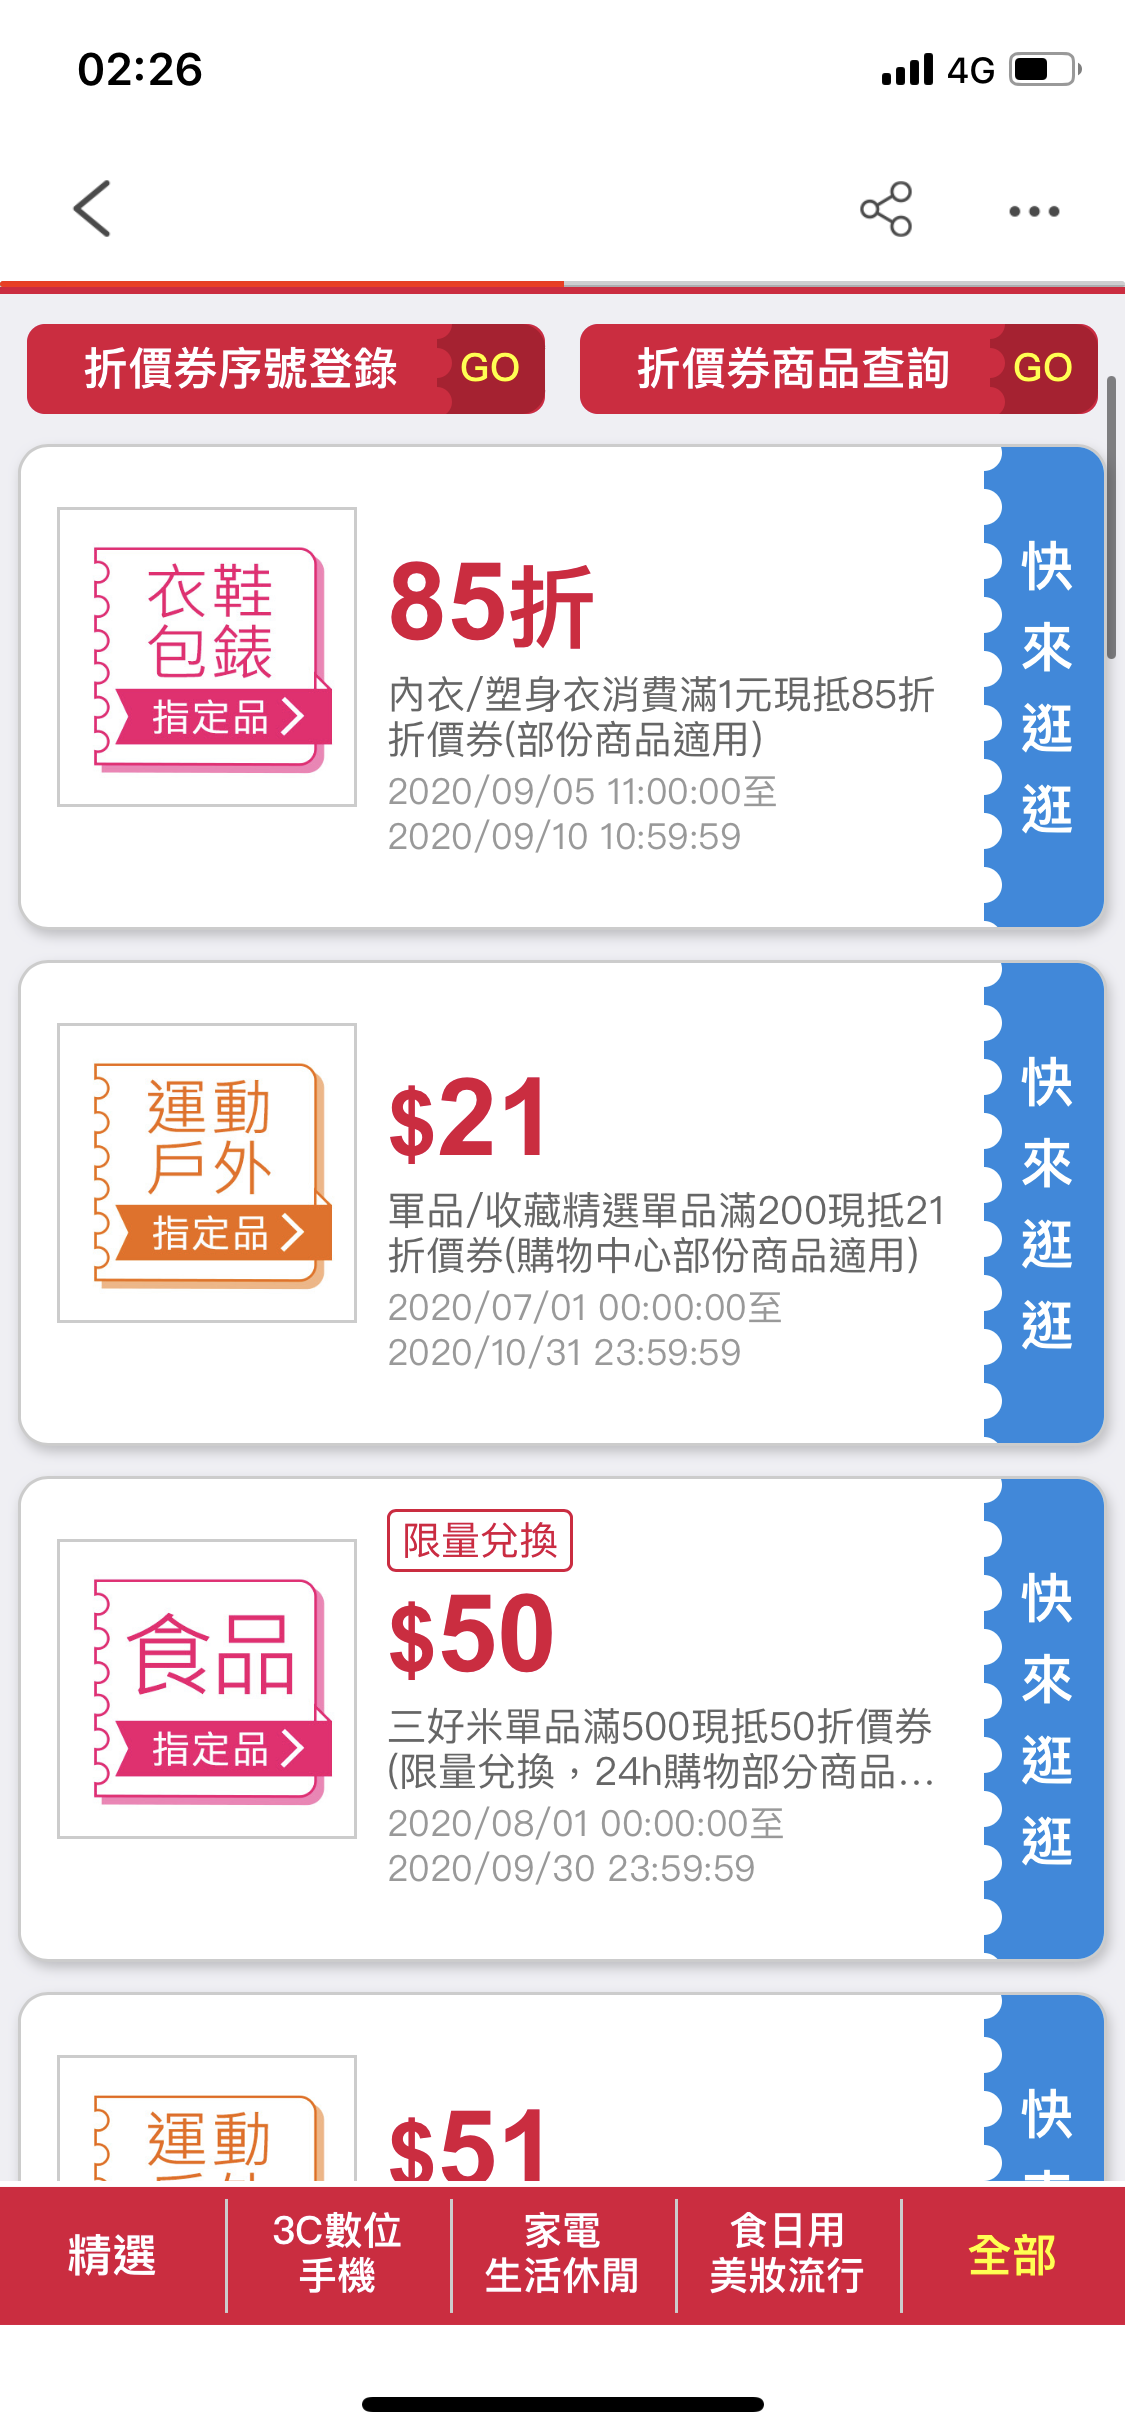 02:26
4G
折價券序號登錄 GO
折價券商品查詢 GO
衣鞋
包錶
指定品
85折
內衣/塑身衣消費滿1元現抵85折
折價券(部份商品適用)
2020/09/05 11:00:00至
2020/09/10 10:59:59
快來逛逛
運動
戶外
指定品
$21
軍品/收藏精選單品滿200現抵21
折價券(購物中心部份商品適用)
2020/07/01 00:00:00至
2020/10/31 23:59:59
快來逛逛
食品
指定品
限量兌換
$50
三好米單品滿500現抵50折價券
(限量兌換，24h購物部分商品...
2020/08/01 00:00:00至
2020/09/30 23:59:59
快來逛逛
運動
$51
快
精選
3C數位
手機
家電
生活休閒
食日用
美妝流行
全部